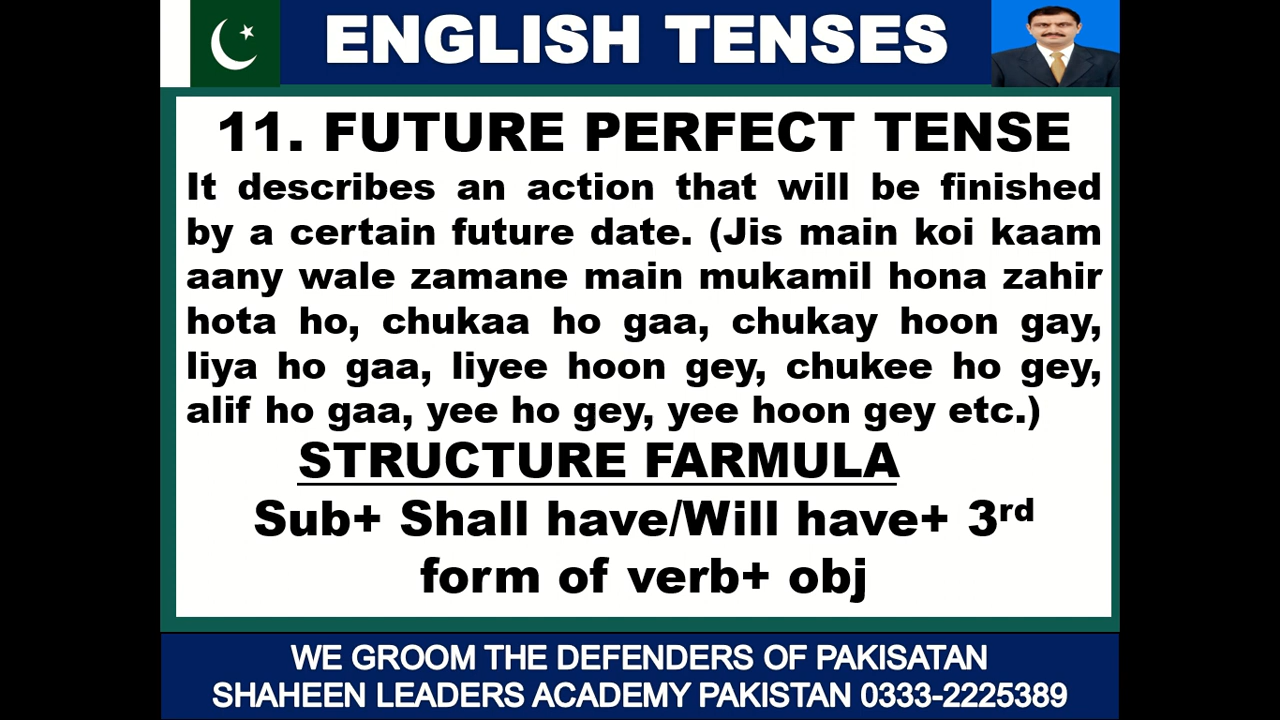 ENGLISH TENSES
11. FUTURE PERFECT TENSE
It describes an action that will be finished
by a certain future date. (Jis main koi kaam
aany wale zamane main mukamil hona zahir
hota ho, chukaa ho gaa, chukay hoon gay,
liya ho gaa, liyee hoon gey, chukee ho gey,
alif ho gaa, yee ho gey, yee hoon gey etc.)
STRUCTURE FARMULA
Sub+ Shall have/Will have+ 3rd
form of verb+ obj
WE GROOM THE DEFENDERS OF PAKISATAN
SHAHEEN LEADERS ACADEMY PAKISTAN 0333-2225389